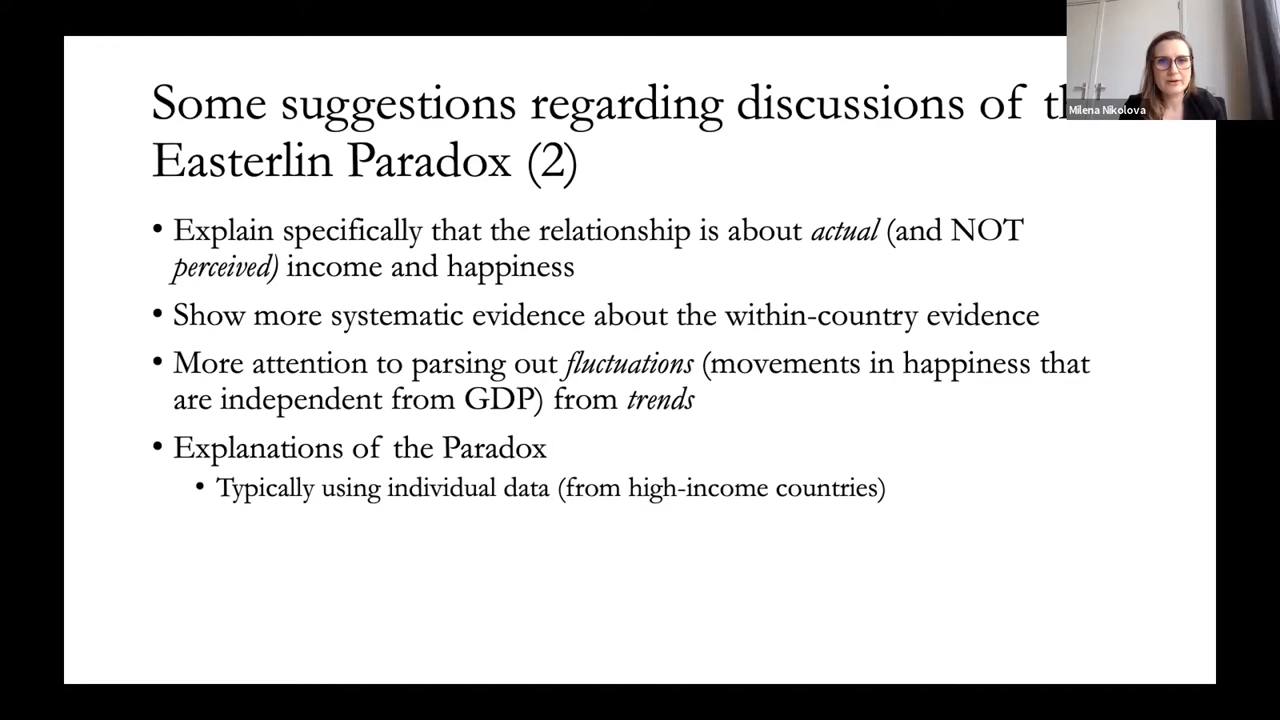 Some suggestions regarding discussions of
Easterlin Paradox (2)
• Explain specifically that the relationship is about actual (and NOT
perceived) income and happiness
• Show more systematic evidence about the within-country evidence
• More attention to parsing out fluctuations (movements in happiness that
are independent from GDP) from trends
• Explanations of the Paradox
• Typically using individual data (from high-income countries)
Milena Nikolova